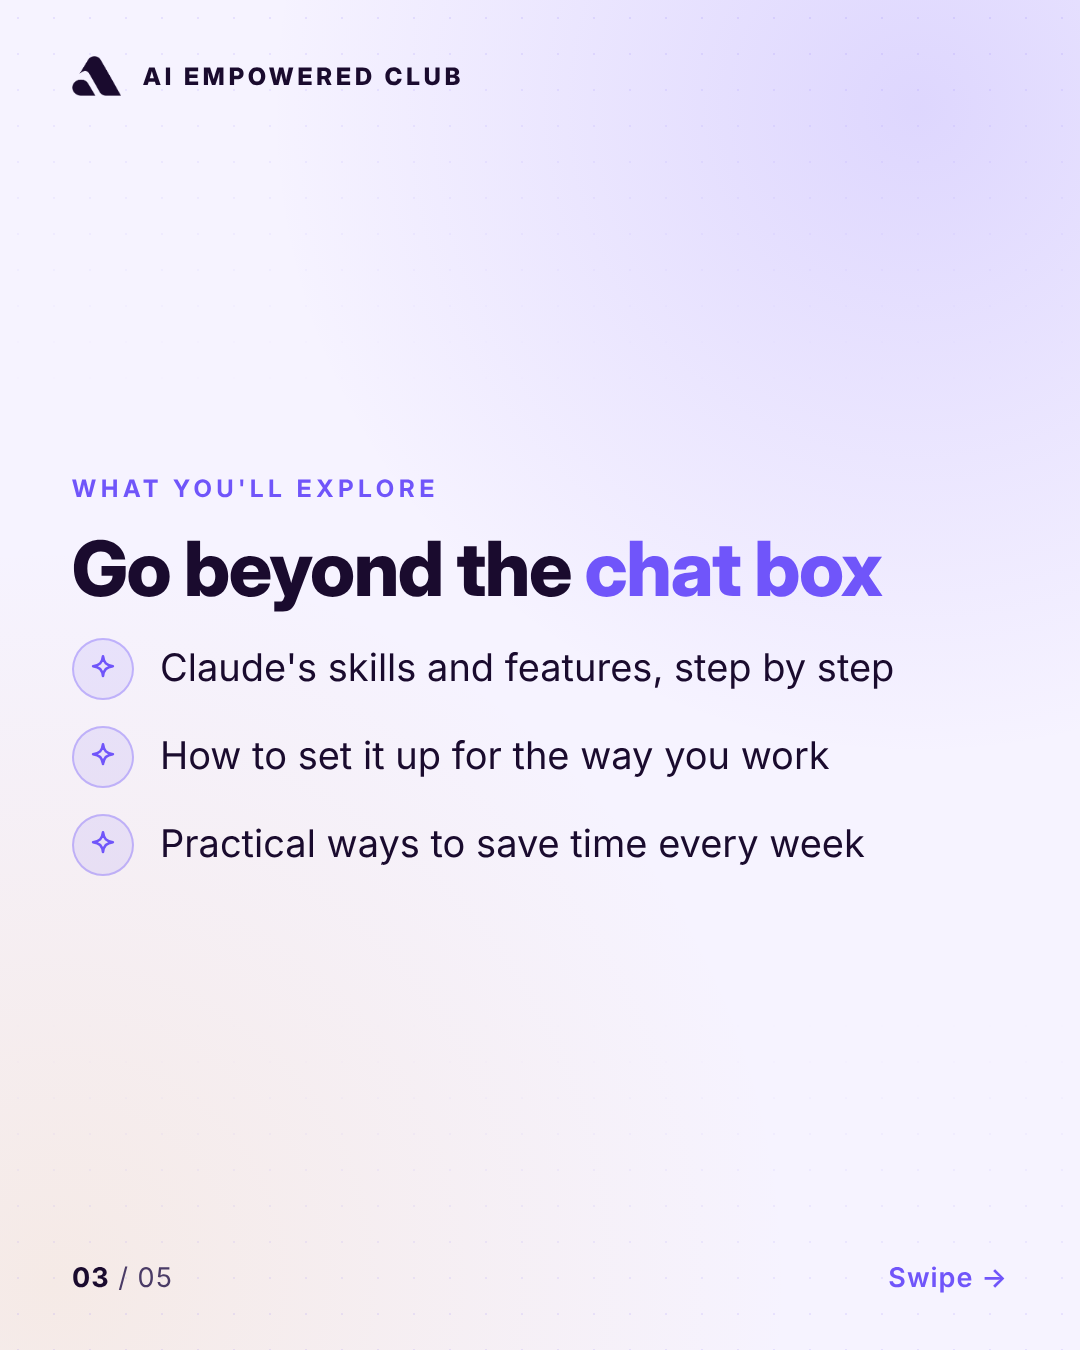 AI EMPOWERED CLUB
WHAT YOU'LL EXPLORE
Go beyond the chat box
Claude's skills and features, step by step
How to set it up for the way you work
Practical ways to save time every week
03 / 05
Swipe →